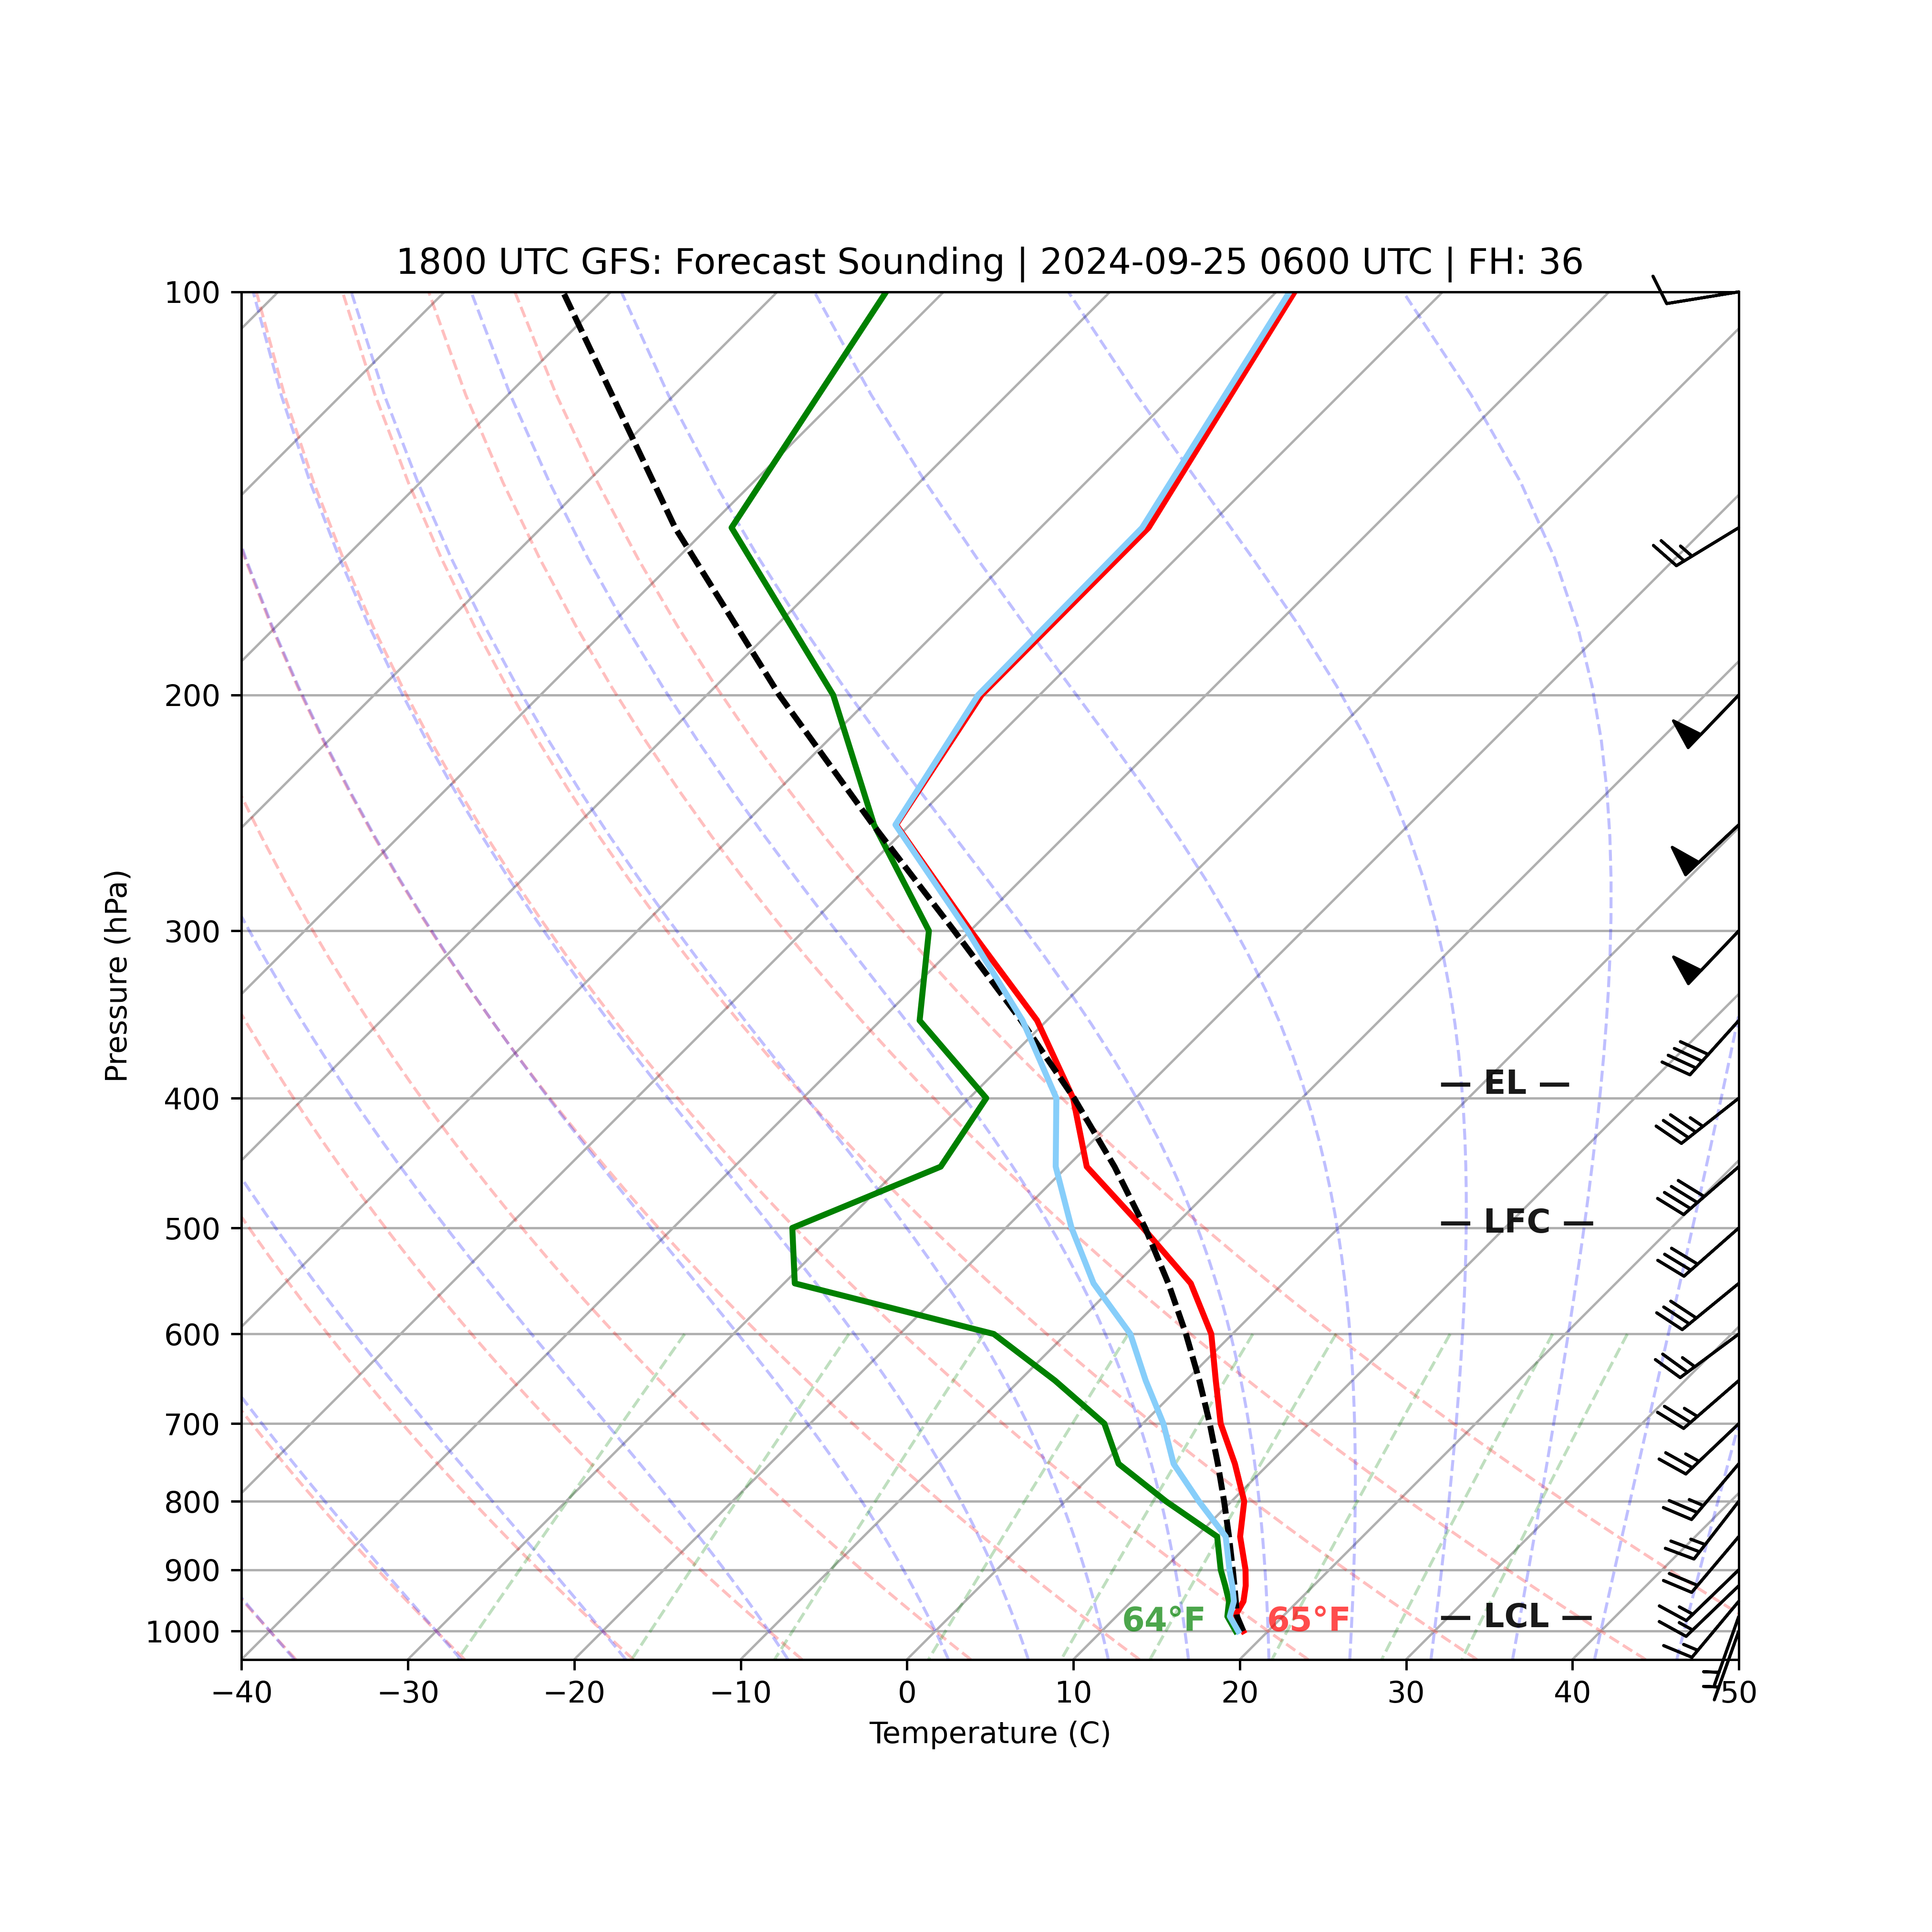 1800 UTC GFS: Forecast Sounding | 2024-09-25 0600 UTC | FH: 36
100
200
300
— EL —
400
— LFC —
500
600
700
800
900
64°F 65°F — LCL —
1000
Pressure (hPa)
−40 −30 −20 −10 0 10 20 30 40 50
Temperature (C)